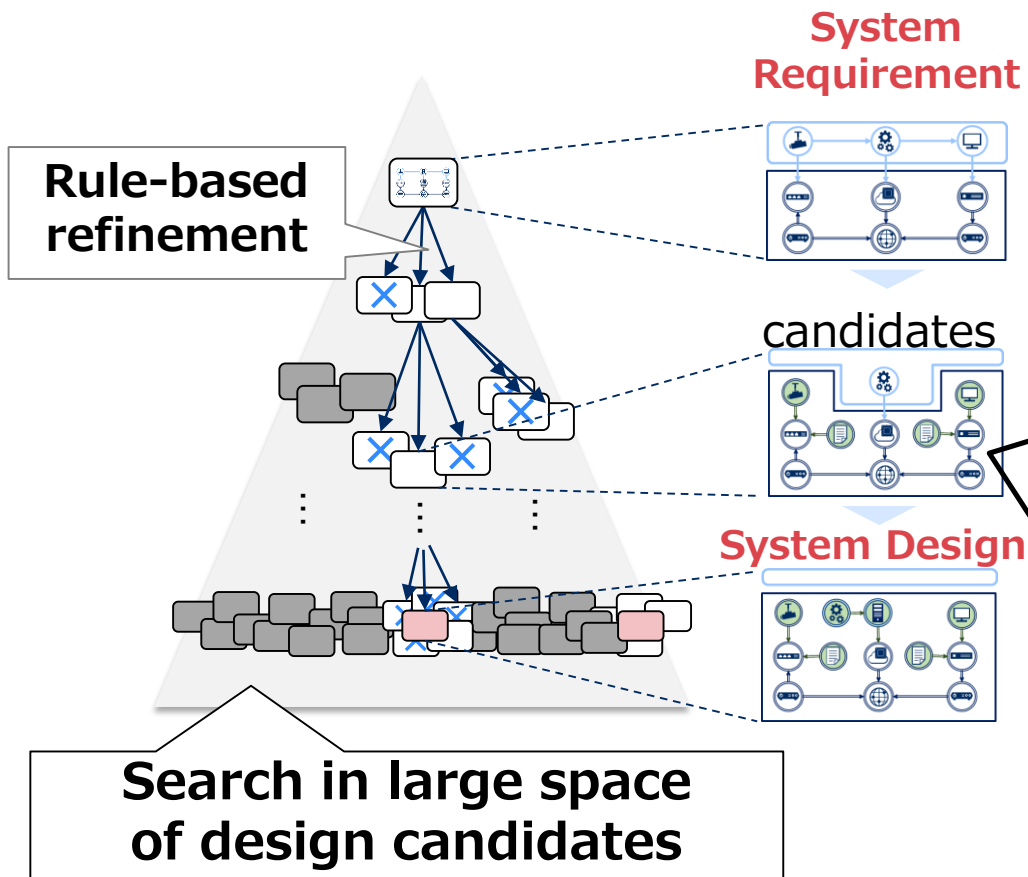 System
Requirement
Rule-based
refinement
candidates
System Design
Search in large space
of design candidates